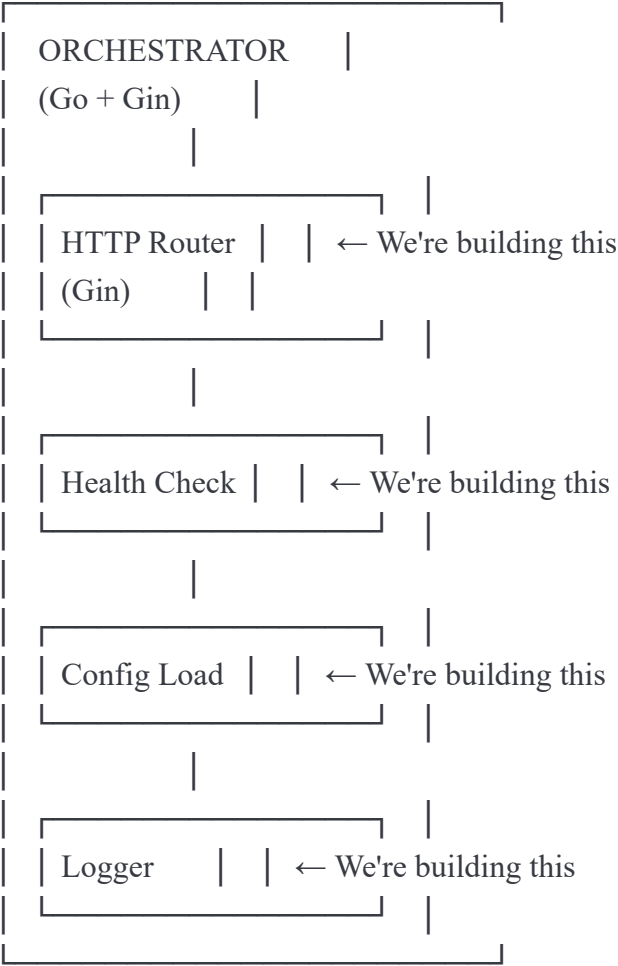 ORCHESTRATOR
(Go + Gin)
HTTP Router ← We're building this
(Gin)
Health Check ← We're building this
Config Load ← We're building this
Logger ← We're building this